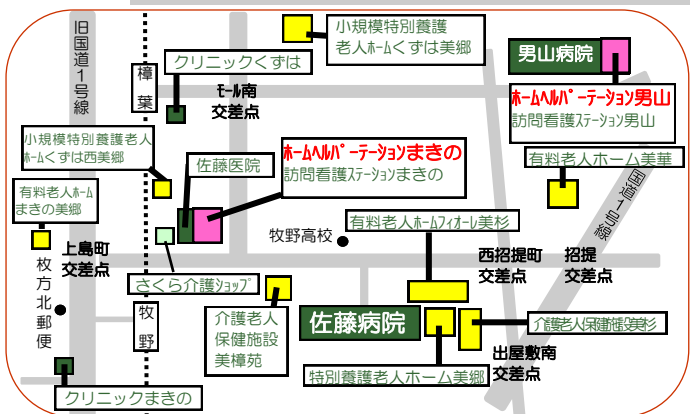 旧国道1号線
樟葉
クリニックくずは
小規模特別養護
老人ホームくずは美郷
男山病院
モール南
交差点
ホームヘルパーテーション男山
訪問看護ステーション男山
小規模特別養護老人
ホームくずは西美郷
佐藤医院
ホームヘルパーテーションまきの
訪問看護ステーションまきの
有料老人ホーム美華
国道1号線
有料老人ホーム
まきの美郷
有料老人ホームフィオーレ美杉
牧野高校
上島町
交差点
西招提町
交差点
招提
交差点
枚方北郵便
さくら介護ショップ
牧野
介護老人
保健施設
美樟苑
佐藤病院
介護老人保健施設美杉
出屋敷南
交差点
特別養護老人ホーム美郷
クリニックまきの